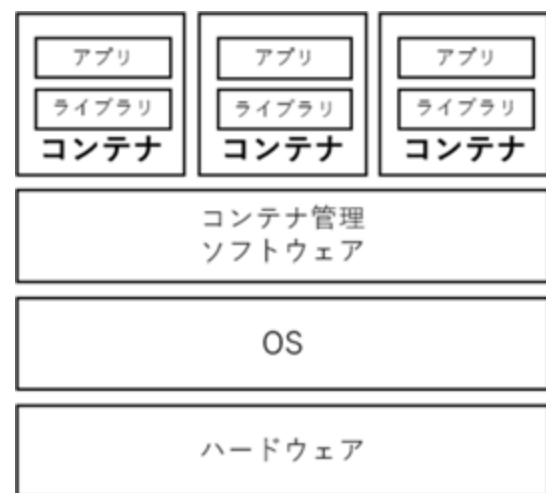 アプリ
アプリ
アプリ
ライブラリ
ライブラリ
ライブラリ
コンテナ
コンテナ
コンテナ
コンテナ管理
ソフトウェア
OS
ハードウェア